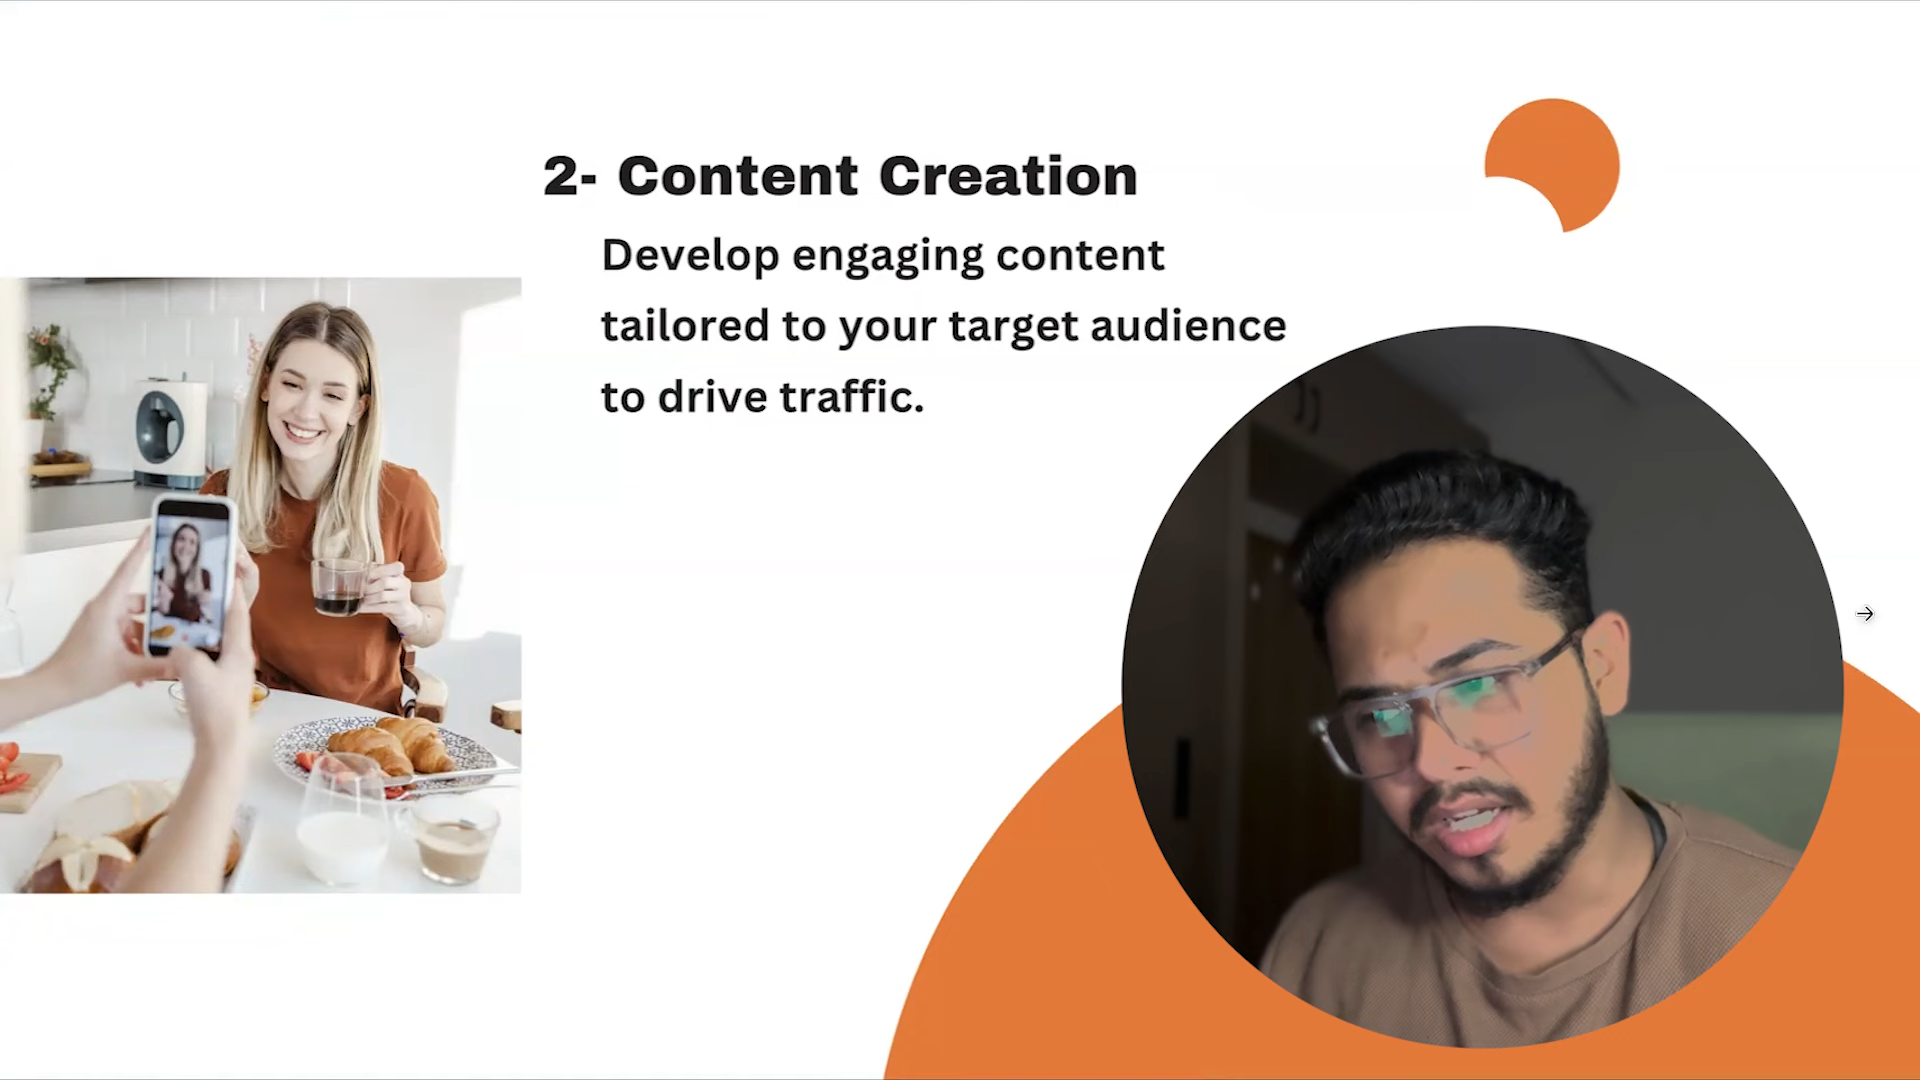 2- Content Creation
Develop engaging content
tailored to your target audience
to drive traffic.